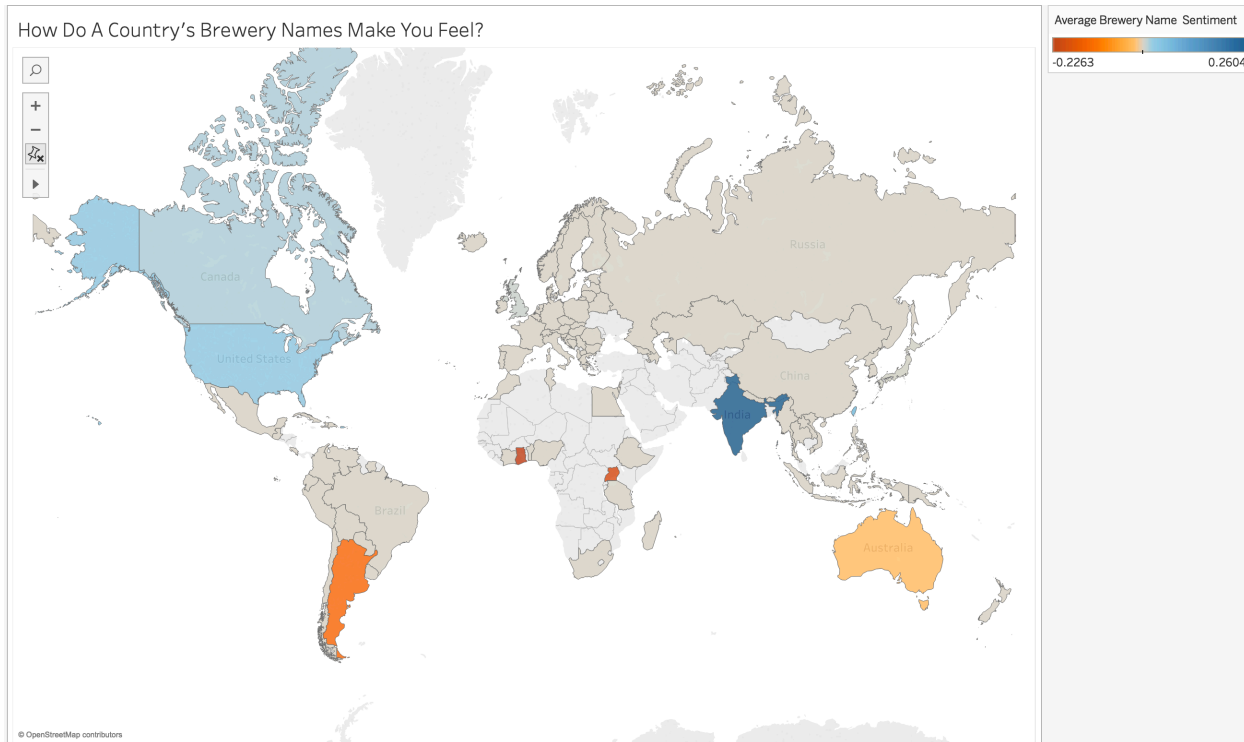 How Do A Country's Brewery Names Make You Feel?
Average Brewery Name Sentiment
-0.2263 0.2604
Russia
Canada
United States
China
India
Brazil
Australia
© OpenStreetMap contributors